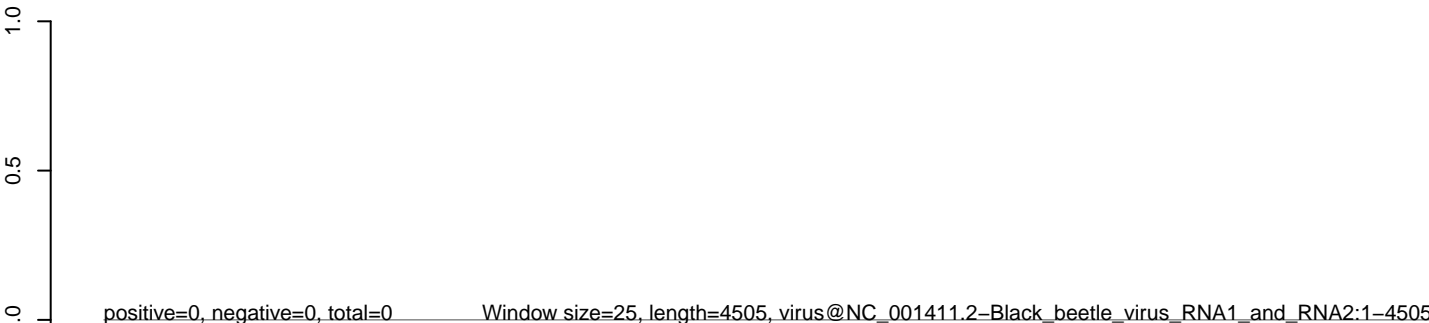 1.0
0.5
.0
positive=0, negative=0, total=0
Window size=25, length=4505, virus@NC_001411.2−Black_beetle_virus_RNA1_and_RNA2:1−4505